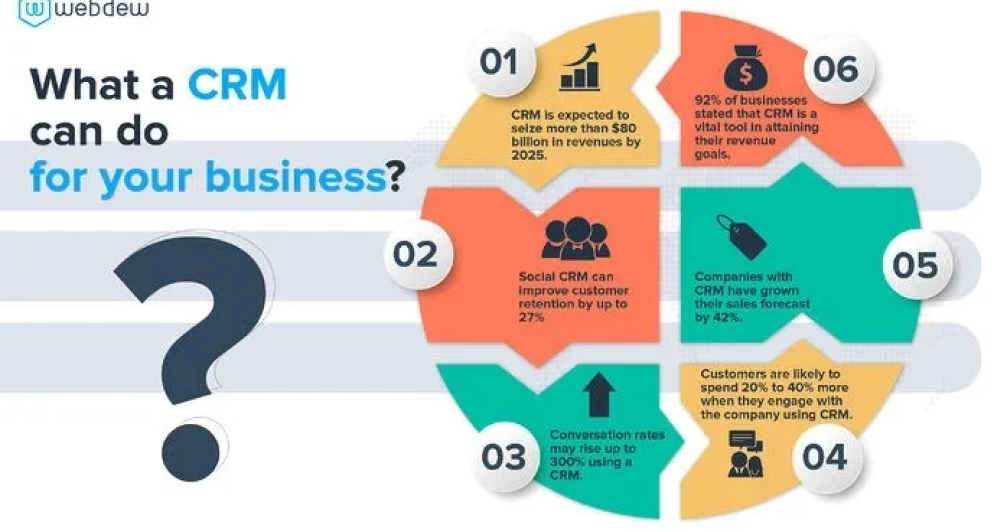 webdew
What a CRM
can do
for your business?
01
CRM is expected to
seize more than $80
billion in revenues by
2025.
02
Social CRM can
improve customer
retention by up to
27%
03
Conversation rates
may rise up to
300% using a
CRM.
Customers are likely to
spend 20% to 40% more
when they engage with
the company using CRM.
04
05
Companies with
CRM have grown
their sales forecast
by 42%.
$
06
92% of businesses
stated that CRM is a
vital tool in attaining
their revenue
goals.